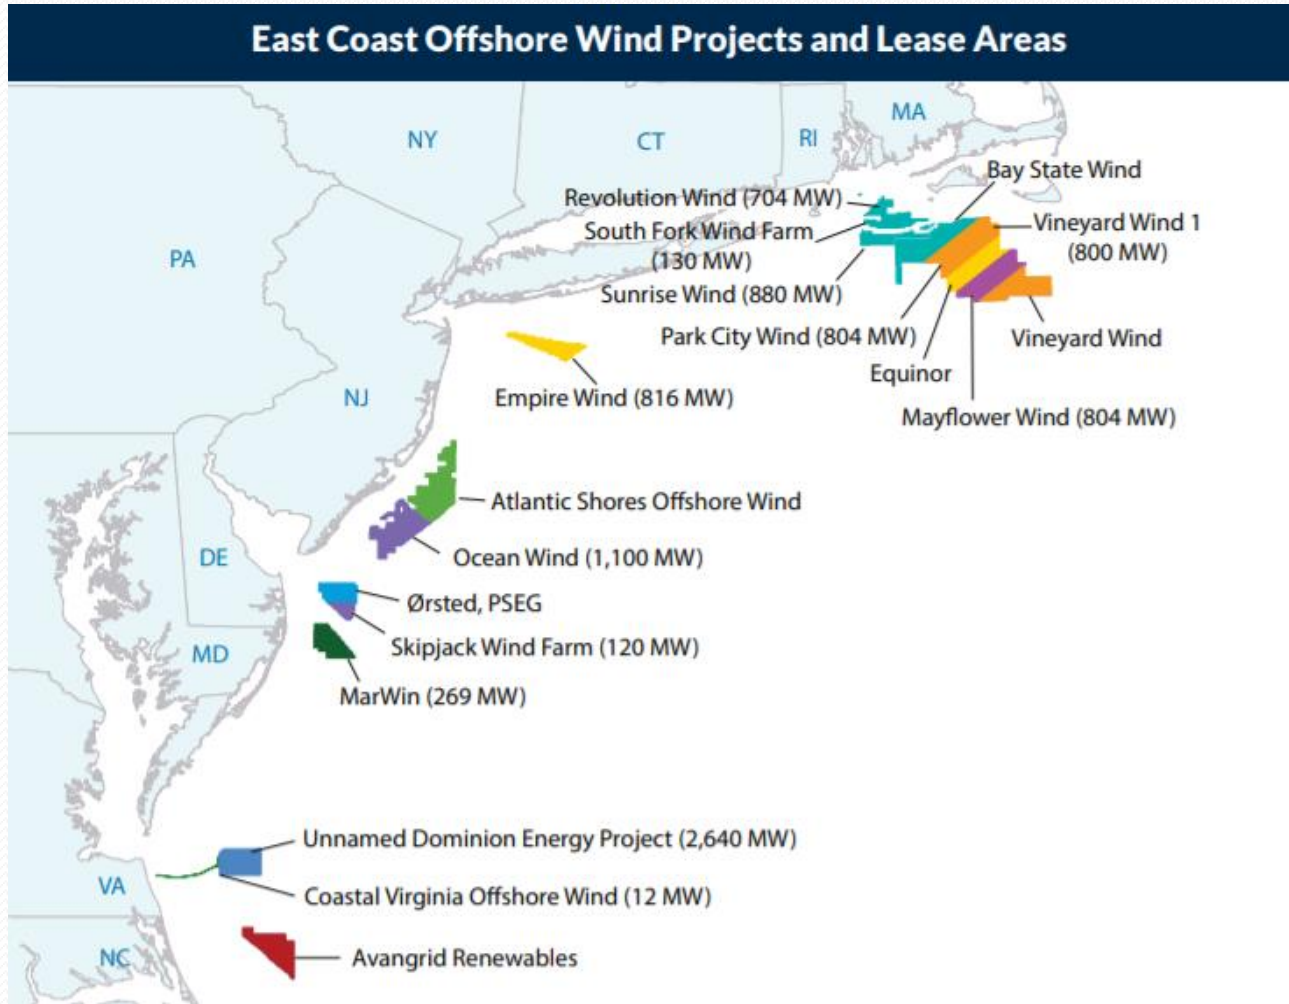 East Coast Offshore Wind Projects and Lease Areas
MA
NY
CT
RI
Bay State Wind
Revolution Wind (704 MW)
Vineyard Wind 1
(800 MW)
South Fork Wind Farm
(130 MW)
PA
Sunrise Wind (880 MW)
Park City Wind (804 MW)
Vineyard Wind
Equinor
NJ
Empire Wind (816 MW)
Mayflower Wind (804 MW)
Atlantic Shores Offshore Wind
DE
Ocean Wind (1,100 MW)
Ørsted, PSEG
MD
Skipjack Wind Farm (120 MW)
MarWin (269 MW)
Unnamed Dominion Energy Project (2,640 MW)
VA
Coastal Virginia Offshore Wind (12 MW)
NC
Avangrid Renewables